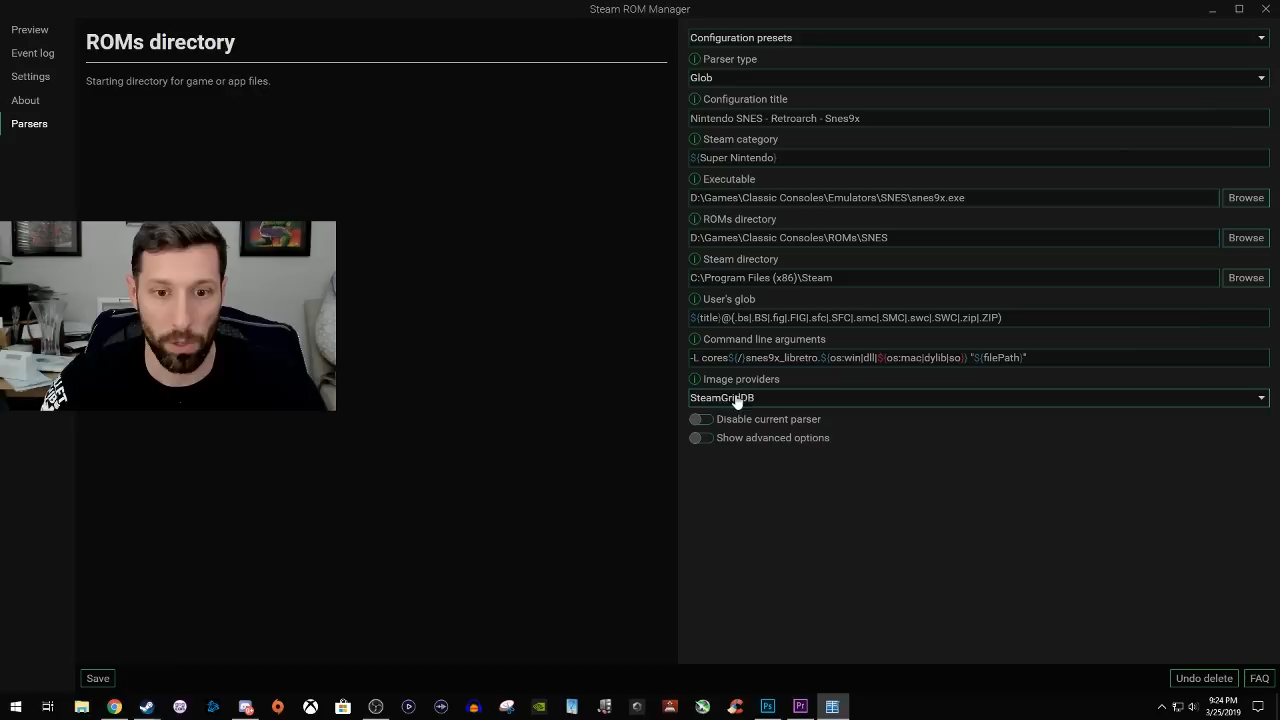 Steam ROM Manager
Preview
Event log
Settings
About
Parsers
ROMs directory
Starting directory for game or app files.
Configuration presets
Parser type
Glob
Configuration title
Nintendo SNES - Retroarch - Snes9x
Steam category
${Super Nintendo}
Executable
D:\Games\Classic Consoles\Emulators\SNES\snes9x.exe
Browse
ROMs directory
D:\Games\Classic Consoles\ROMs\SNES
Browse
Steam directory
C:\Program Files (x86)\Steam
Browse
User's glob
${title}@(.bs|.BS|.fig|.FIG|.sfc|.SFC|.smc|.SMC|.swc|.SWC|.zip|.ZIP)
Command line arguments
-L cores${/}snes9x_libretro.${os:win|dll|${os:mac|dylib|so}} "${filePath}"
Image providers
SteamGridDB
Disable current parser
Show advanced options
Save
Undo delete
FAQ
Ps
Pr
9:24 PM
3/25/2019